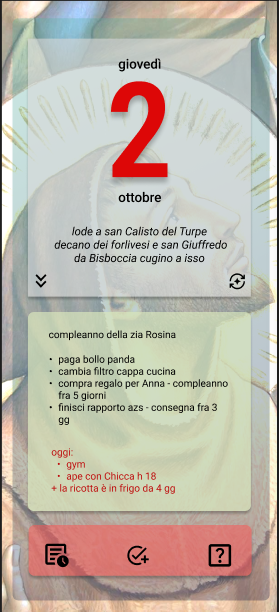 giovedì
2
ottobre
lode a san Calisto del Turpe
decano dei forlivesi e san Giuffredo
da Bisboccia cugino a isso
compleanno della zia Rosina
• paga bollo panda
• cambia filtro cappa cucina
• compra regalo per Anna - compleanno
fra 5 giorni
• finisci rapporto azs - consegna fra 3
gg
oggi:
• gym
• ape con Chicca h 18
+ la ricotta è in frigo da 4 gg
?